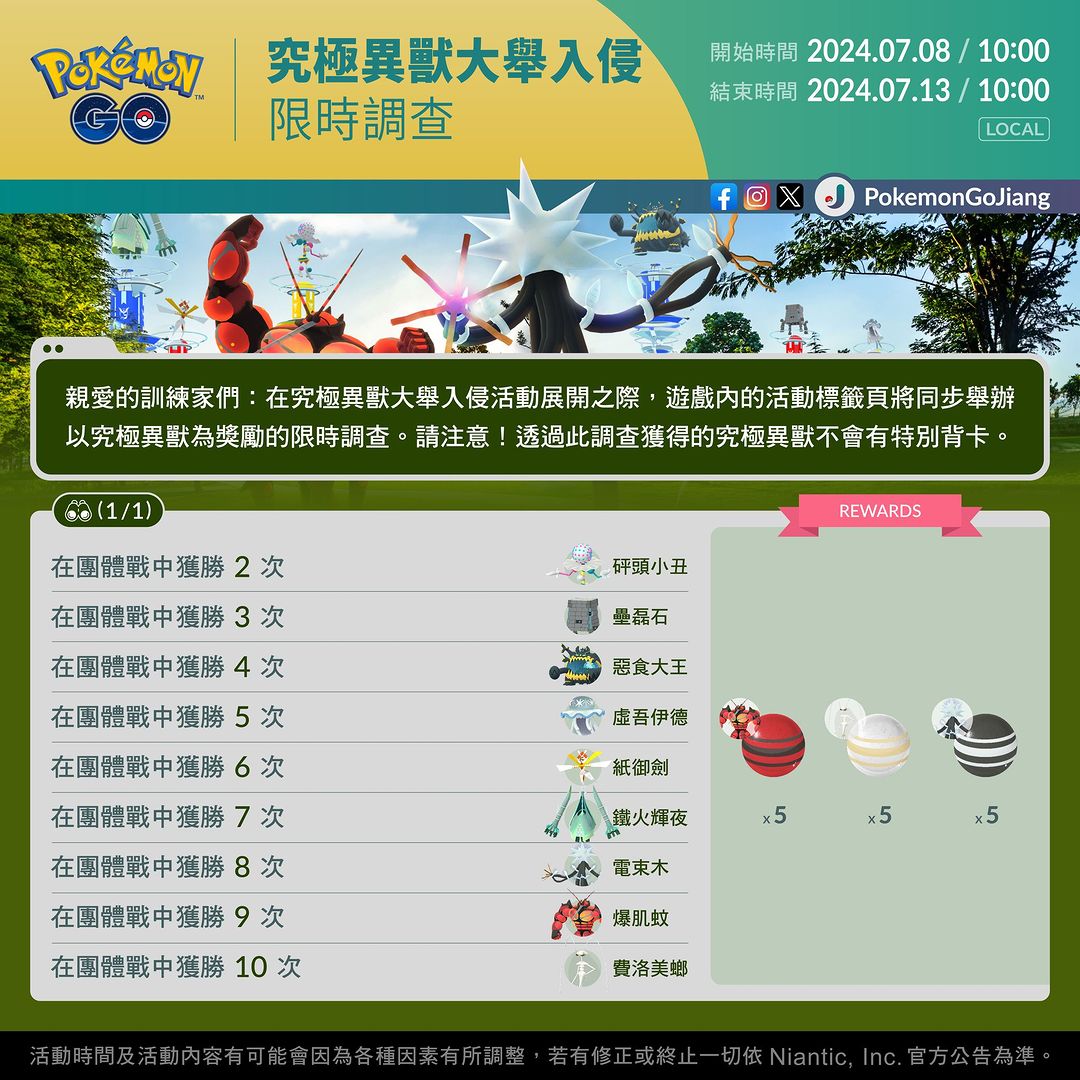 POKÉMON GO™
究極異獸大舉入侵
限時調查
開始時間 2024.07.08 / 10:00
結束時間 2024.07.13 / 10:00
LOCAL
PokemonGoJiang
親愛的訓練家們：在究極異獸大舉入侵活動展開之際，遊戲內的活動標籤頁將同步舉辦
以究極異獸為獎勵的限時調查。請注意！透過此調查獲得的究極異獸不會有特別背卡。
(1/1)
REWARDS
在團體戰中獲勝 2 次 砰頭小丑
在團體戰中獲勝 3 次 壘磊石
在團體戰中獲勝 4 次 惡食大王
在團體戰中獲勝 5 次 虛吾伊德
在團體戰中獲勝 6 次 紙御劍
在團體戰中獲勝 7 次 鐵火輝夜
在團體戰中獲勝 8 次 電束木
在團體戰中獲勝 9 次 爆肌蚊
在團體戰中獲勝 10 次 費洛美螂
x5 x5 x5
活動時間及活動內容有可能會因為各種因素有所調整，若有修正或終止一切依 Niantic, Inc. 官方公告為準。